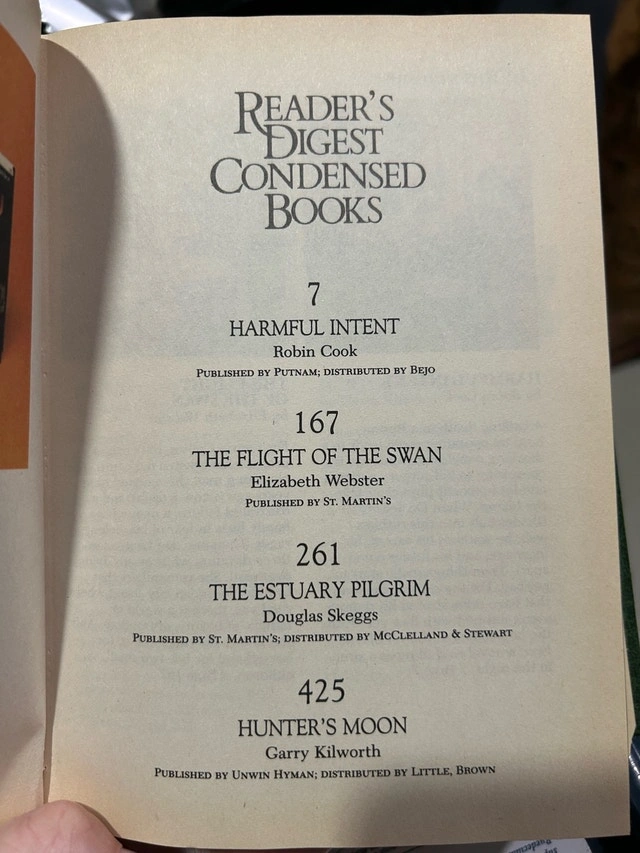 READER'S
DIGEST
CONDENSED
BOOKS
7
HARMFUL INTENT
Robin Cook
PUBLISHED BY PUTNAM; DISTRIBUTED BY BEJO
167
THE FLIGHT OF THE SWAN
Elizabeth Webster
PUBLISHED BY ST. MARTIN'S
261
THE ESTUARY PILGRIM
Douglas Skeggs
PUBLISHED BY ST. MARTIN'S; DISTRIBUTED BY MCCLELLAND & STEWART
425
HUNTER'S MOON
Garry Kilworth
PUBLISHED BY UNWIN HYMAN; DISTRIBUTED BY LITTLE, BROWN